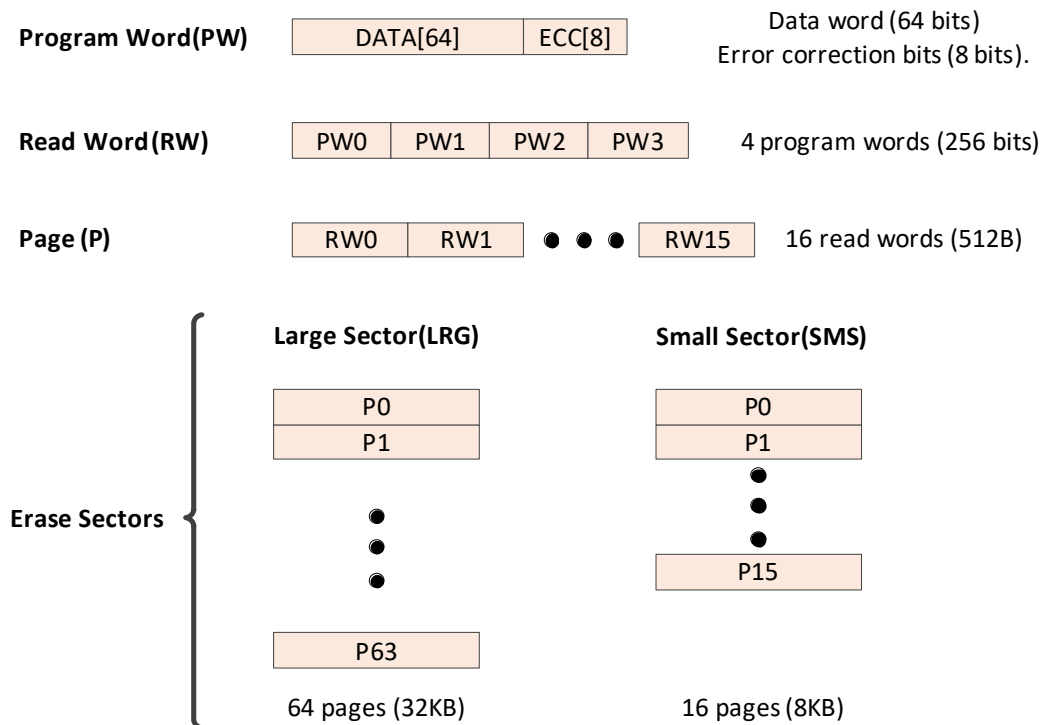 Program Word(PW)
DATA[64] ECC[8]
Data word (64 bits)
Error correction bits (8 bits).
Read Word(RW)
PW0 PW1 PW2 PW3
4 program words (256 bits)
Page (P)
RW0 RW1 RW15
16 read words (512B)
Erase Sectors
Large Sector(LRG)
P0
P1
P63
64 pages (32KB)
Small Sector(SMS)
P0
P1
P15
16 pages (8KB)